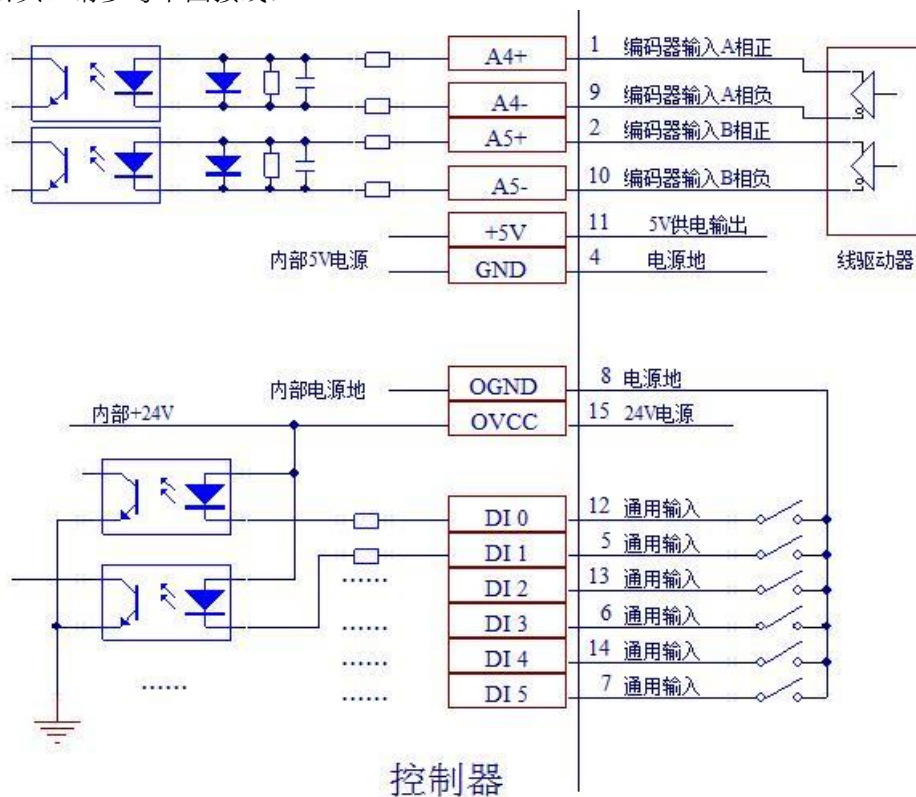 A4+ 1 编码器输入A相正
A4- 9 编码器输入A相负
A5+ 2 编码器输入B相正
A5- 10 编码器输入B相负
+5V 11 5V供电输出
内部5V电源 GND 4 电源地 线驱动器
内部电源地 OGND 8 电源地
内部+24V OVCC 15 24V电源
DI 0 12 通用输入
DI 1 5 通用输入
...... DI 2 13 通用输入
...... DI 3 6 通用输入
...... DI 4 14 通用输入
...... ...... DI 5 7 通用输入
控制器